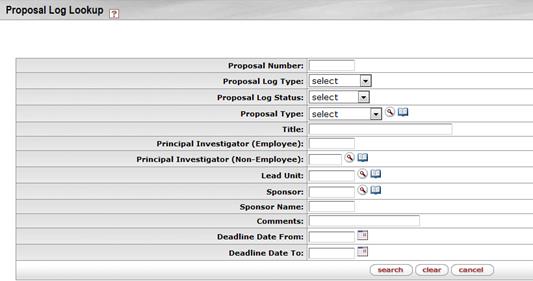 Proposal Log Lookup ?
Proposal Number:
Proposal Log Type: select
Proposal Log Status: select
Proposal Type: select
Title:
Principal Investigator (Employee):
Principal Investigator (Non-Employee):
Lead Unit:
Sponsor:
Sponsor Name:
Comments:
Deadline Date From:
Deadline Date To:
search clear cancel